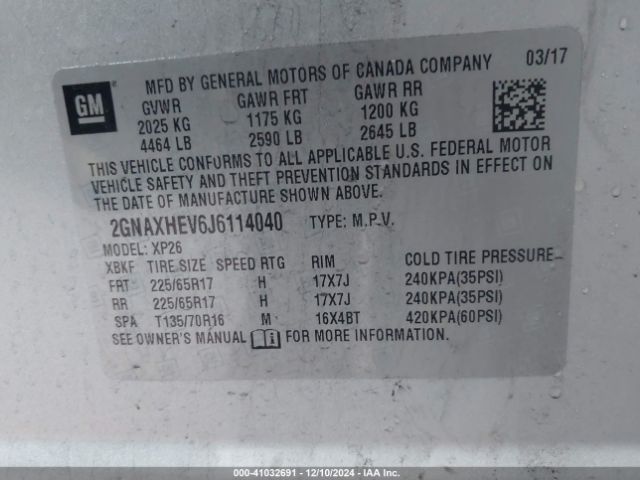 GM
MFD BY GENERAL MOTORS OF CANADA COMPANY 03/17
GVWR GAWR FRT GAWR RR
2025 KG 1175 KG 1200 KG
4464 LB 2590 LB 2645 LB
THIS VEHICLE CONFORMS TO ALL APPLICABLE U.S. FEDERAL MOTOR
VEHICLE SAFETY AND THEFT PREVENTION STANDARDS IN EFFECT ON
THE DATE OF MANUFACTURE SHOWN ABOVE.
2GNAXHEV6J6114040 TYPE: M.P.V.
MODEL: XP26
XBKF TIRE SIZE SPEED RTG RIM COLD TIRE PRESSURE
FRT 225/65R17 H 17X7J 240KPA(35PSI)
RR 225/65R17 H 17X7J 240KPA(35PSI)
SPA T135/70R16 M 16X4BT 420KPA(60PSI)
SEE OWNER'S MANUAL FOR MORE INFORMATION.
000-41032691 - 12/10/2024 - IAA Inc.